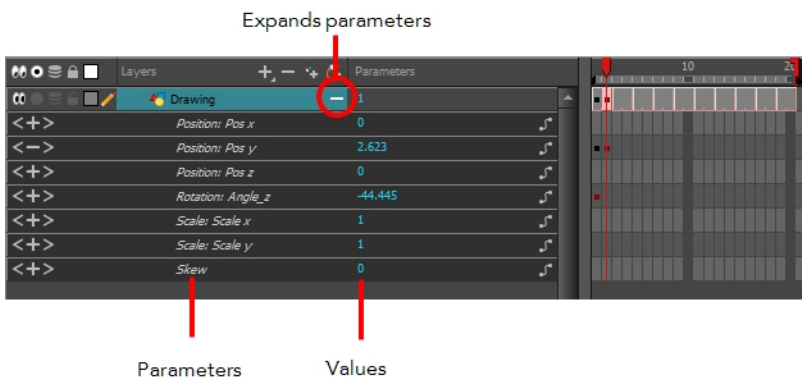 Expands parameters
Layers Parameters 10 20
Drawing 1
<+> Position: Pos x 0
<-> Position: Pos y 2.623
<+> Position: Pos z 0
<+> Rotation: Angle_z -44.445
<+> Scale: Scale x 1
<+> Scale: Scale y 1
<+> Skew 0
Parameters Values